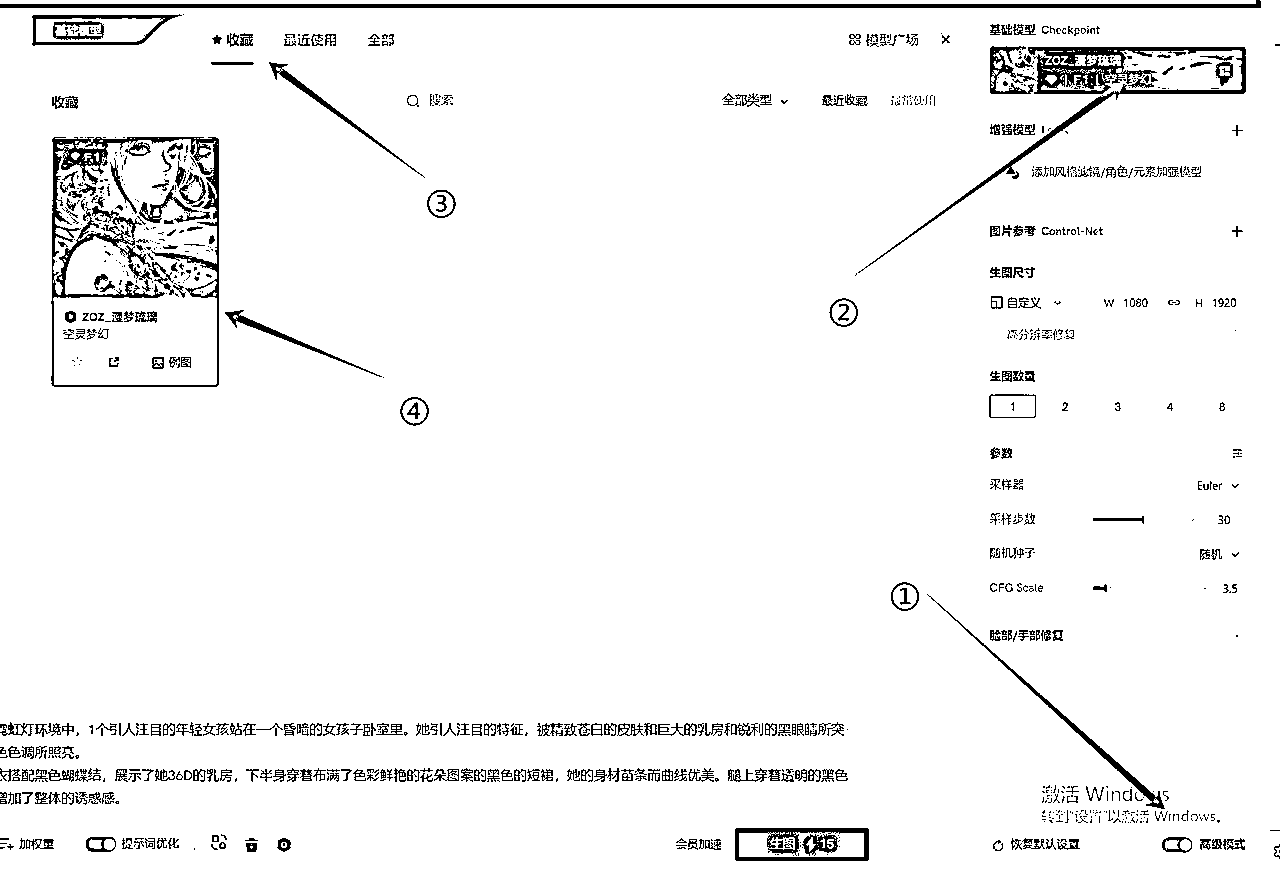 基础模型
★ 收藏 最近使用 全部
模型广场 ×
收藏
搜索
全部类型 最近收藏 最常使用
F.1
ZOZ_湿梦琉璃
空灵梦幻
例图
③
④
②
①
基础模型 Checkpoint
ZOZ_湿梦琉璃
F.1 空灵梦幻
增强模型
添加风格滤镜/角色/元素加强模型
图片参考 Control-Net
生图尺寸
自定义 W 1080 H 1920
高分辨率修复
生图数量
1 2 3 4 8
参数
采样器 Euler
采样步数 30
随机种子 随机
CFG Scale 3.5
脸部/手部修复
霓虹灯环境中，1个引人注目的年轻女孩站在一个昏暗的女孩子卧室里。她引人注目的特征，被精致苍白的皮肤和巨大的乳房和锐利的黑眼睛所突
色色调所照亮。
衣搭配黑色蝴蝶结，展示了她36D的乳房，下半身穿着布满了色彩鲜艳的花朵图案的黑色的短裙，她的身材苗条而曲线优美。腿上穿着透明的黑色
增加了整体的诱惑感。
激活 Windows
转到"设置"以激活 Windows。
加权重 提示词优化
会员加速 生图 15
恢复默认设置 高级模式